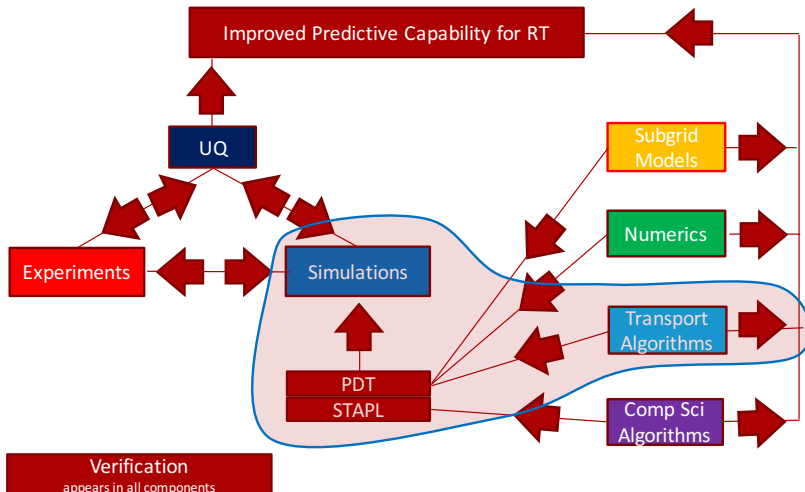 Improved Predictive Capability for RT
UQ
Subgrid
Models
Numerics
Experiments
Simulations
Transport
Algorithms
PDT
STAPL
Comp Sci
Algorithms
Verification
appears in all components